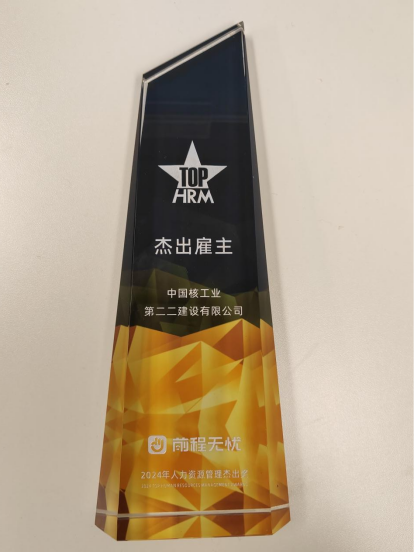 TOP
HRM
杰出雇主
中国核工业
第二二建设有限公司
前程无忧
2024年人力资源管理杰出